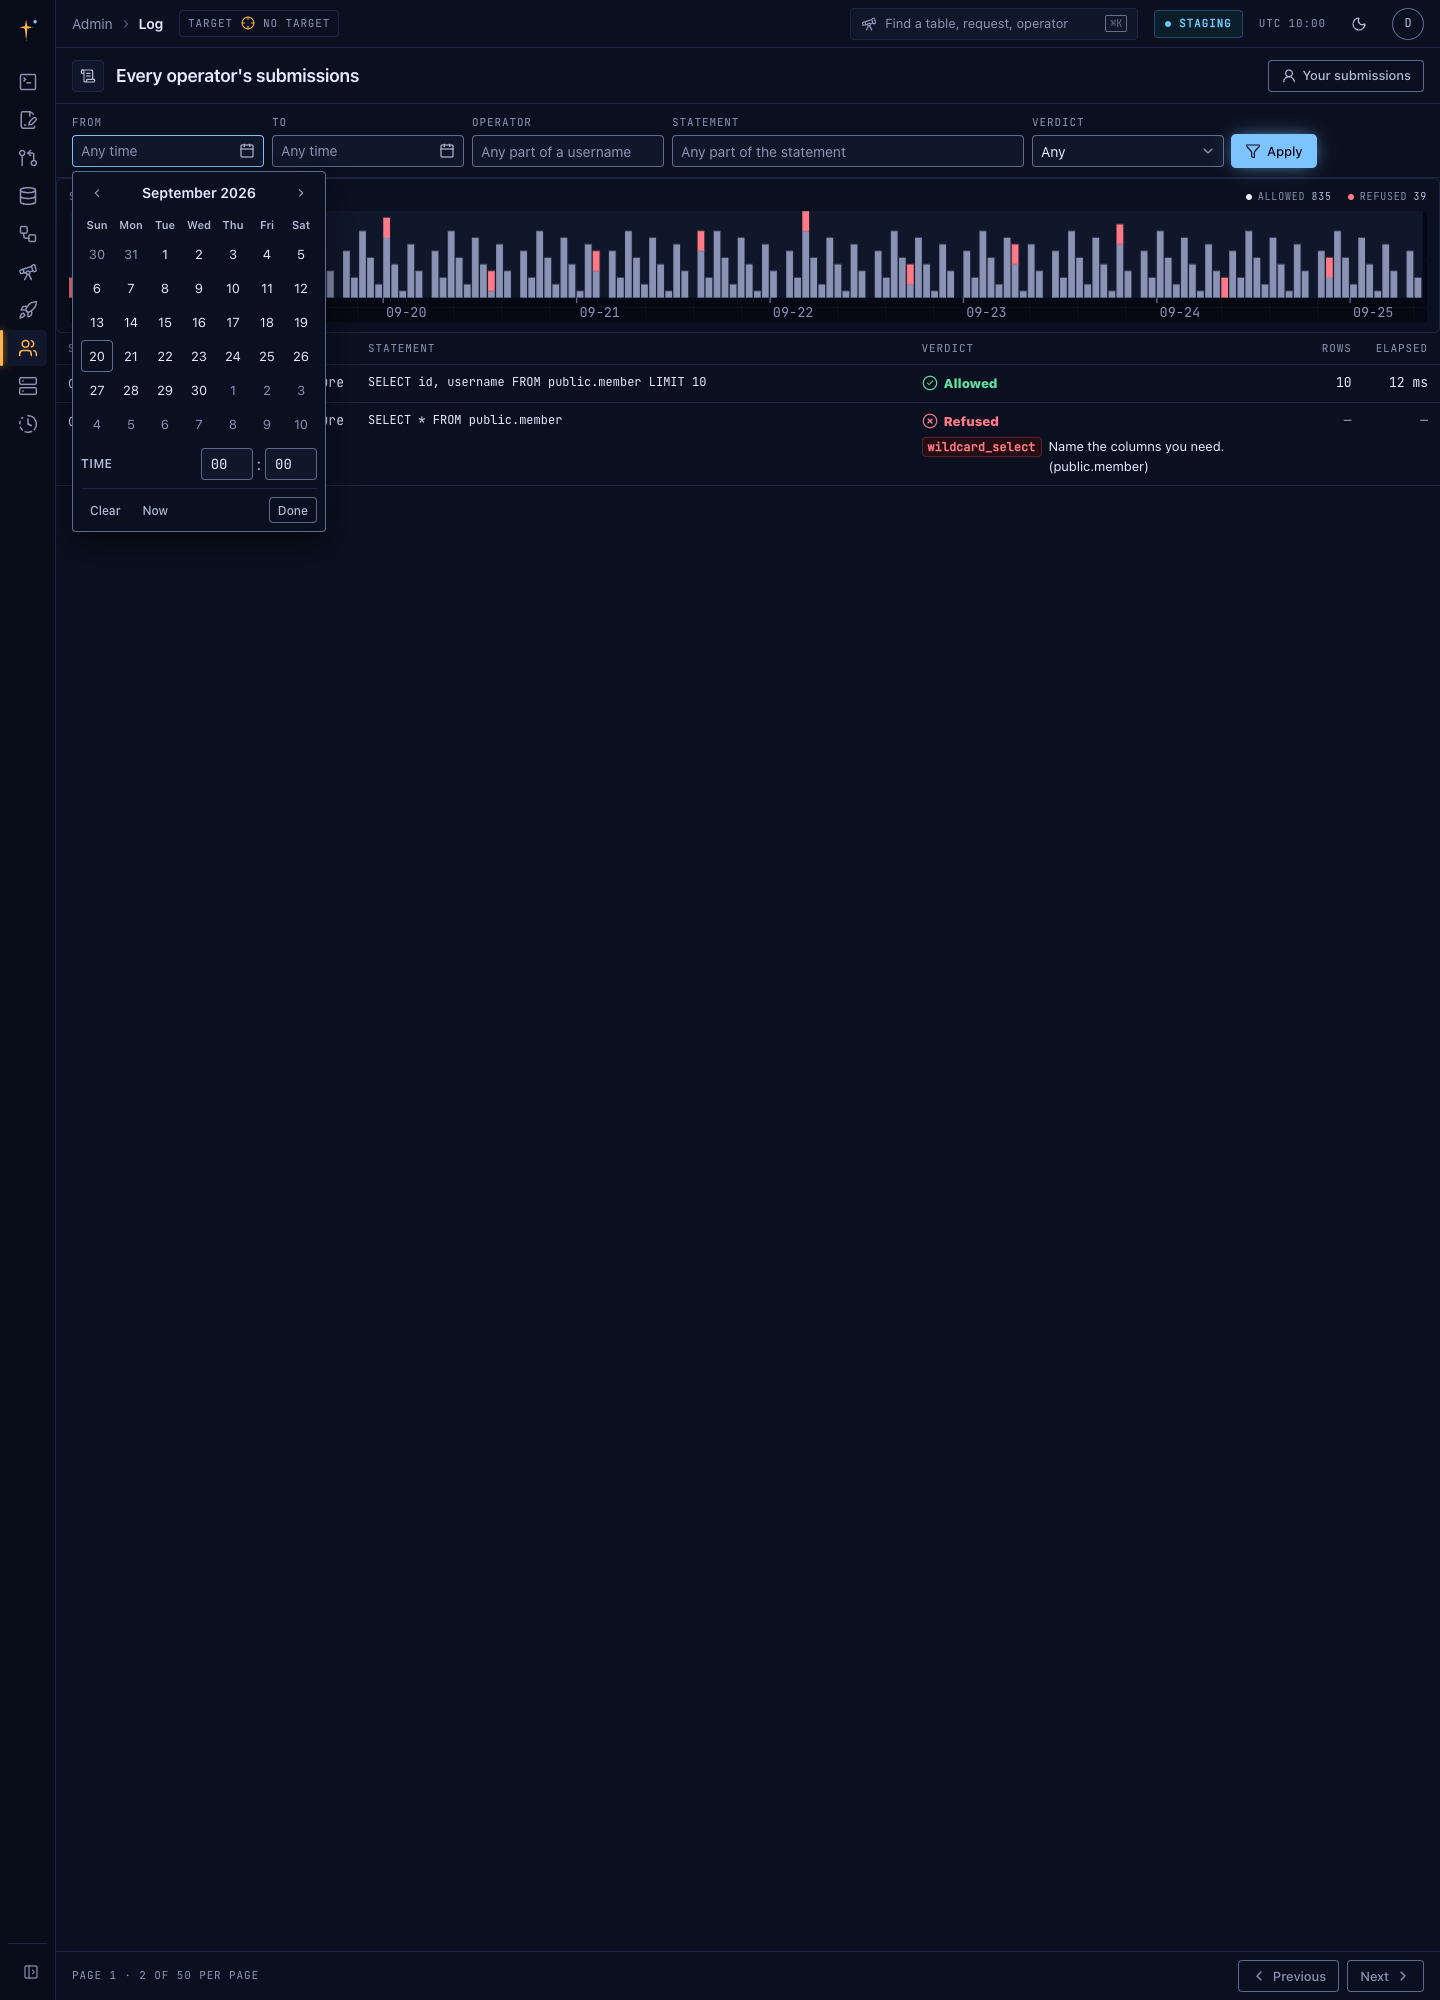 Admin > Log TARGET NO TARGET Find a table, request, operator ⌘K STAGING UTC 10:00 D
Every operator's submissions Your submissions
FROM TO OPERATOR STATEMENT VERDICT
Any time Any time Any part of a username Any part of the statement Any Apply
September 2026
ALLOWED 835 REFUSED 39
Sun Mon Tue Wed Thu Fri Sat
30 31 1 2 3 4 5
6 7 8 9 10 11 12
13 14 15 16 17 18 19
20 21 22 23 24 25 26
27 28 29 30 1 2 3
4 5 6 7 8 9 10
TIME 00 : 00
Clear Now Done
09-20 09-21 09-22 09-23 09-24 09-25
STATEMENT VERDICT ROWS ELAPSED
SELECT id, username FROM public.member LIMIT 10 Allowed 10 12 ms
SELECT * FROM public.member Refused — —
wildcard_select Name the columns you need.
(public.member)
PAGE 1 · 2 OF 50 PER PAGE Previous Next